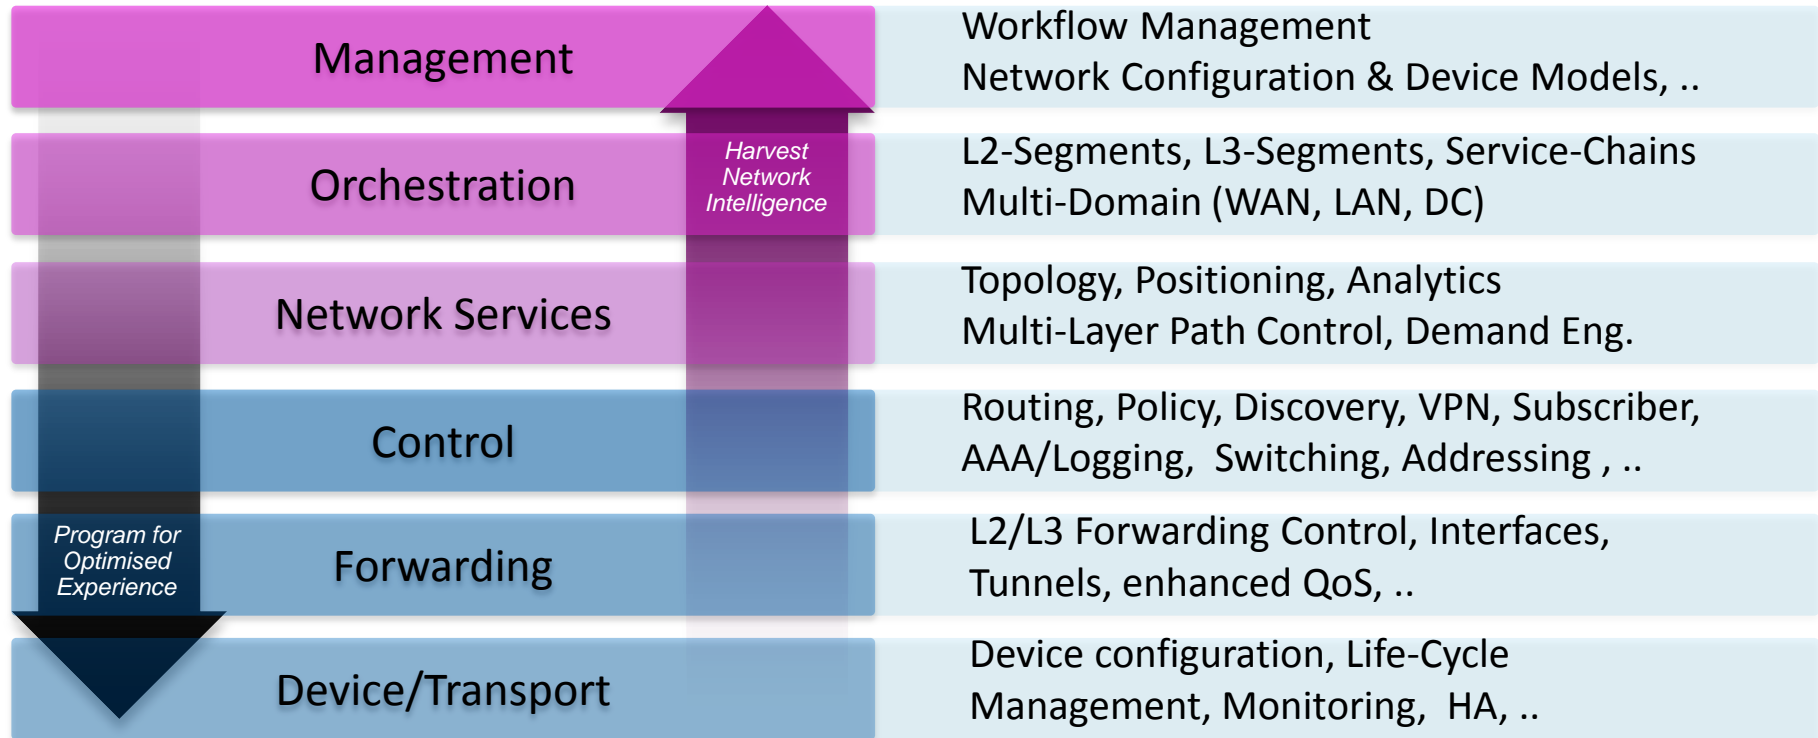 Management
Workflow Management
Network Configuration & Device Models, ..
Orchestration
Harvest
Network
Intelligence
L2-Segments, L3-Segments, Service-Chains
Multi-Domain (WAN, LAN, DC)
Network Services
Topology, Positioning, Analytics
Multi-Layer Path Control, Demand Eng.
Control
Routing, Policy, Discovery, VPN, Subscriber,
AAA/Logging,  Switching, Addressing , ..
Program for
Optimised
Experience
Forwarding
L2/L3 Forwarding Control, Interfaces,
Tunnels, enhanced QoS, ..
Device/Transport
Device configuration, Life-Cycle
Management, Monitoring,  HA, ..